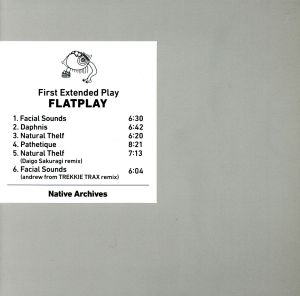 First Extended Play
FLATPLAY
1. Facial Sounds 6:30
2. Daphnis 6:42
3. Natural Thelf 6:20
4. Pathetique 8:21
5. Natural Thelf 7:13
(Daigo Sakuragi remix)
6. Facial Sounds 6:04
(andrew from TREKKIE TRAX remix)
Native Archives